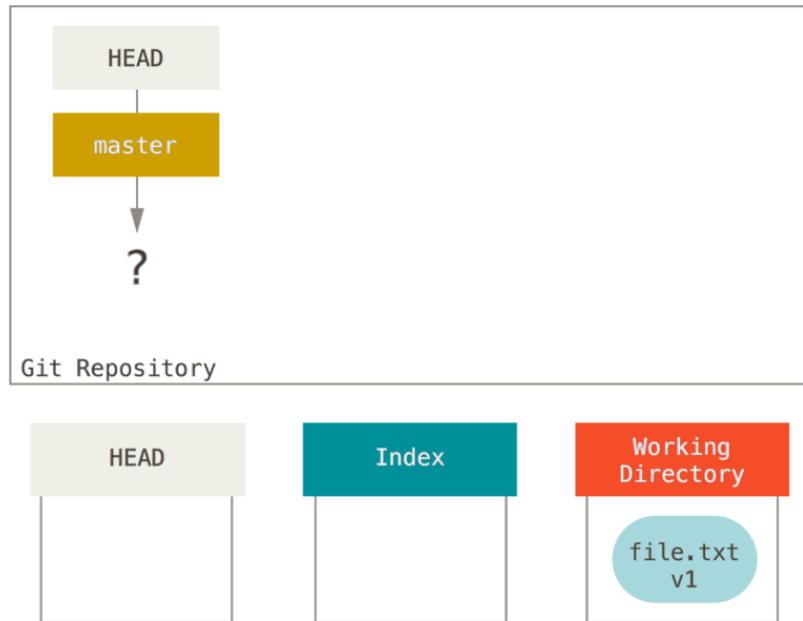 HEAD
master
?
Git Repository
HEAD
Index
Working
Directory
file.txt
v1